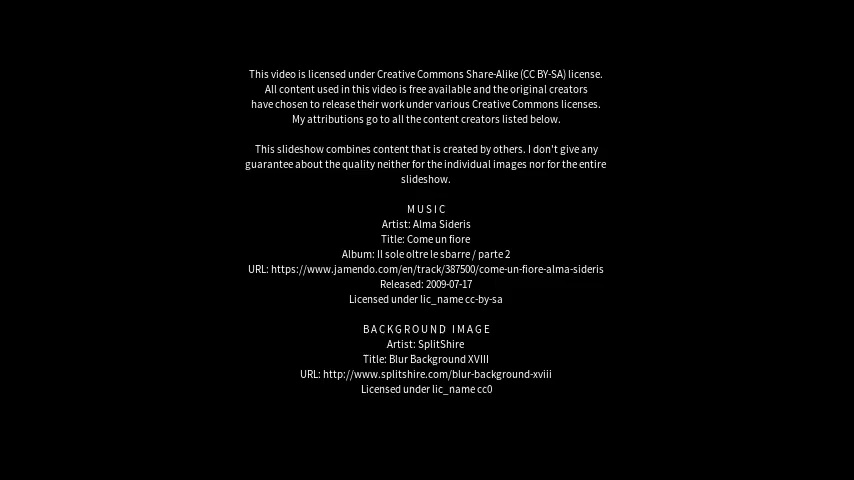 This video is licensed under Creative Commons Share-Alike (CC BY-SA) license.
All content used in this video is free available and the original creators
have chosen to release their work under various Creative Commons licenses.
My attributions go to all the content creators listed below.
This slideshow combines content that is created by others. I don't give any
guarantee about the quality neither for the individual images nor for the entire
slideshow.
MUSIC
Artist: Alma Sideris
Title: Come un fiore
Album: Il sole oltre le sbarre / parte 2
URL: https://www.jamendo.com/en/track/387500/come-un-fiore-alma-sideris
Released: 2009-07-17
Licensed under lic_name cc-by-sa
BACKGROUND IMAGE
Artist: SplitShire
Title: Blur Background XVIII
URL: http://www.splitshire.com/blur-background-xviii
Licensed under lic_name cc0